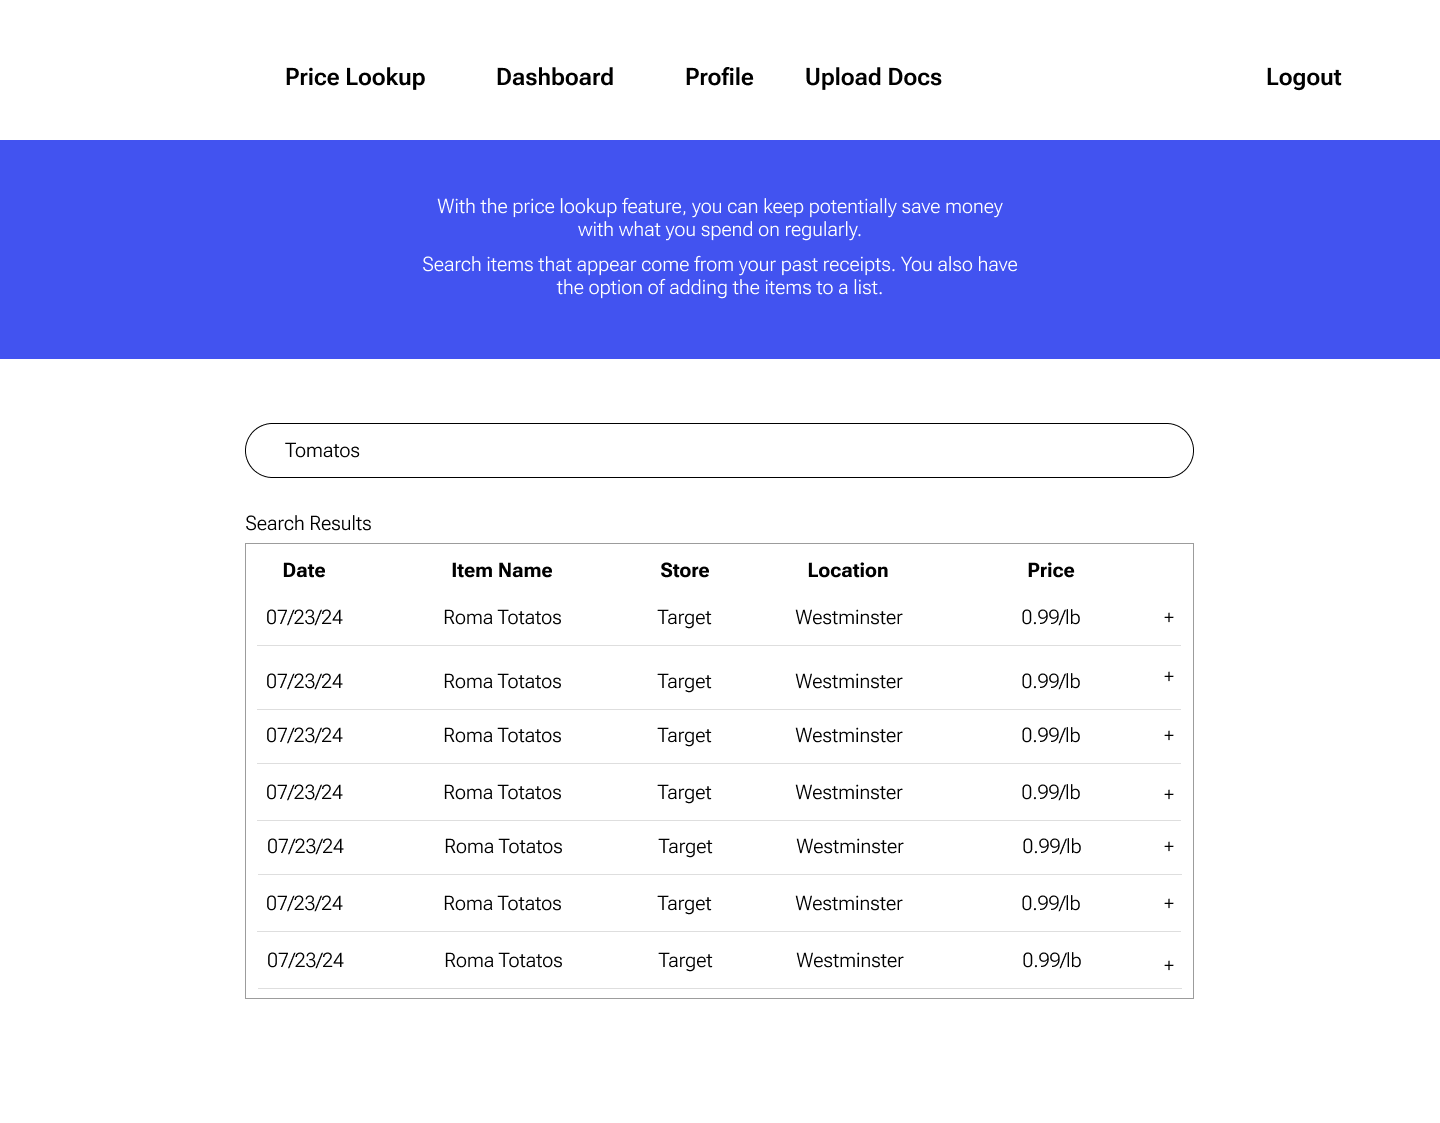 Price Lookup Dashboard Profile Upload Docs Logout
With the price lookup feature, you can keep potentially save money
with what you spend on regularly.
Search items that appear come from your past receipts. You also have
the option of adding the items to a list.
Tomatos
Search Results
Date Item Name Store Location Price
07/23/24 Roma Totatos Target Westminster 0.99/lb +
07/23/24 Roma Totatos Target Westminster 0.99/lb +
07/23/24 Roma Totatos Target Westminster 0.99/lb +
07/23/24 Roma Totatos Target Westminster 0.99/lb +
07/23/24 Roma Totatos Target Westminster 0.99/lb +
07/23/24 Roma Totatos Target Westminster 0.99/lb +
07/23/24 Roma Totatos Target Westminster 0.99/lb +